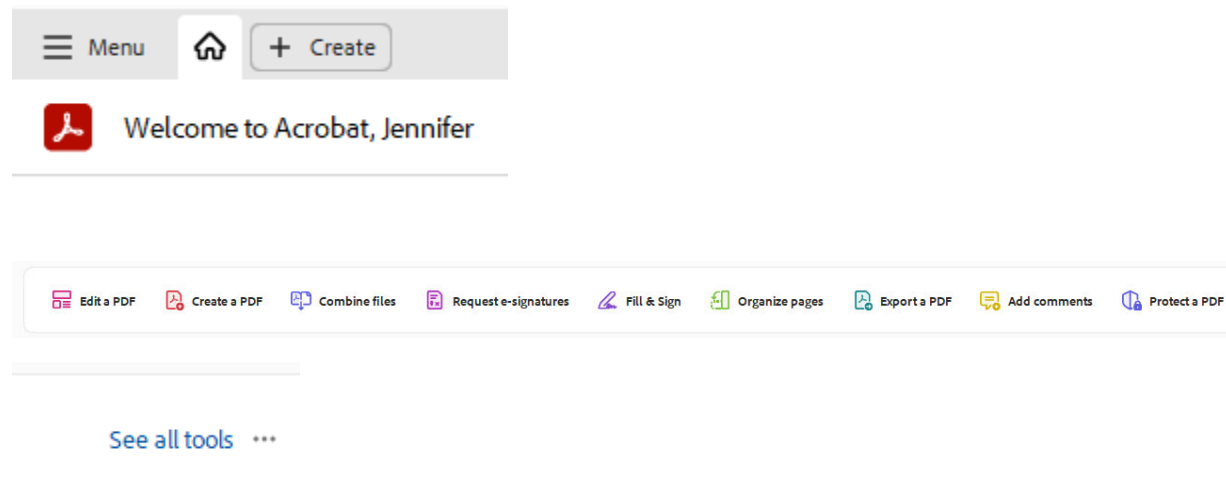 Menu + Create
Welcome to Acrobat, Jennifer
Edit a PDF Create a PDF Combine files Request e-signatures Fill & Sign Organize pages Export a PDF Add comments Protect a PDF
See all tools ···